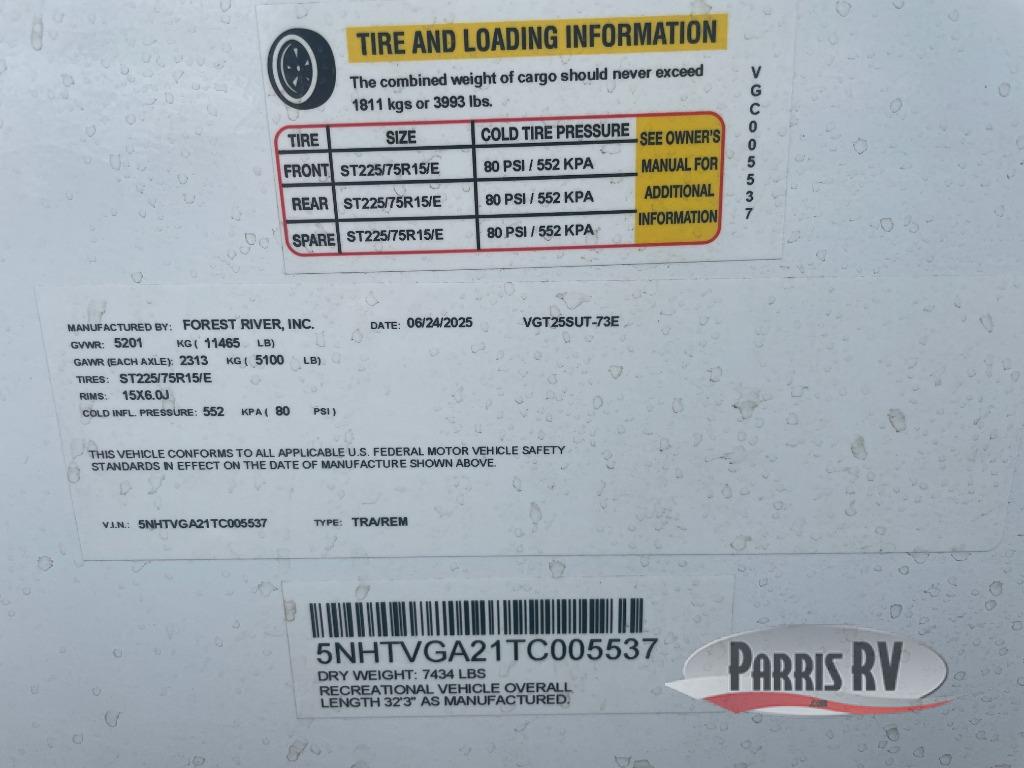 TIRE AND LOADING INFORMATION
The combined weight of cargo should never exceed
1811 kgs or 3993 lbs.
VGC005537
TIRE SIZE COLD TIRE PRESSURE
FRONT ST225/75R15/E 80 PSI / 552 KPA
REAR ST225/75R15/E 80 PSI / 552 KPA
SPARE ST225/75R15/E 80 PSI / 552 KPA
SEE OWNER'S
MANUAL FOR
ADDITIONAL
INFORMATION
MANUFACTURED BY: FOREST RIVER, INC. DATE: 06/24/2025 VGT25SUT-73E
GVWR: 5201 KG ( 11465 LB)
GAWR (EACH AXLE): 2313 KG ( 5100 LB)
TIRES: ST225/75R15/E
RIMS: 15X6.0J
COLD INFL. PRESSURE: 552 KPA ( 80 PSI )
THIS VEHICLE CONFORMS TO ALL APPLICABLE U.S. FEDERAL MOTOR VEHICLE SAFETY
STANDARDS IN EFFECT ON THE DATE OF MANUFACTURE SHOWN ABOVE.
V.I.N.: 5NHTVGA21TC005537 TYPE: TRA/REM
5NHTVGA21TC005537
DRY WEIGHT: 7434 LBS
RECREATIONAL VEHICLE OVERALL
LENGTH 32'3" AS MANUFACTURED.
PARRIS RV
.com